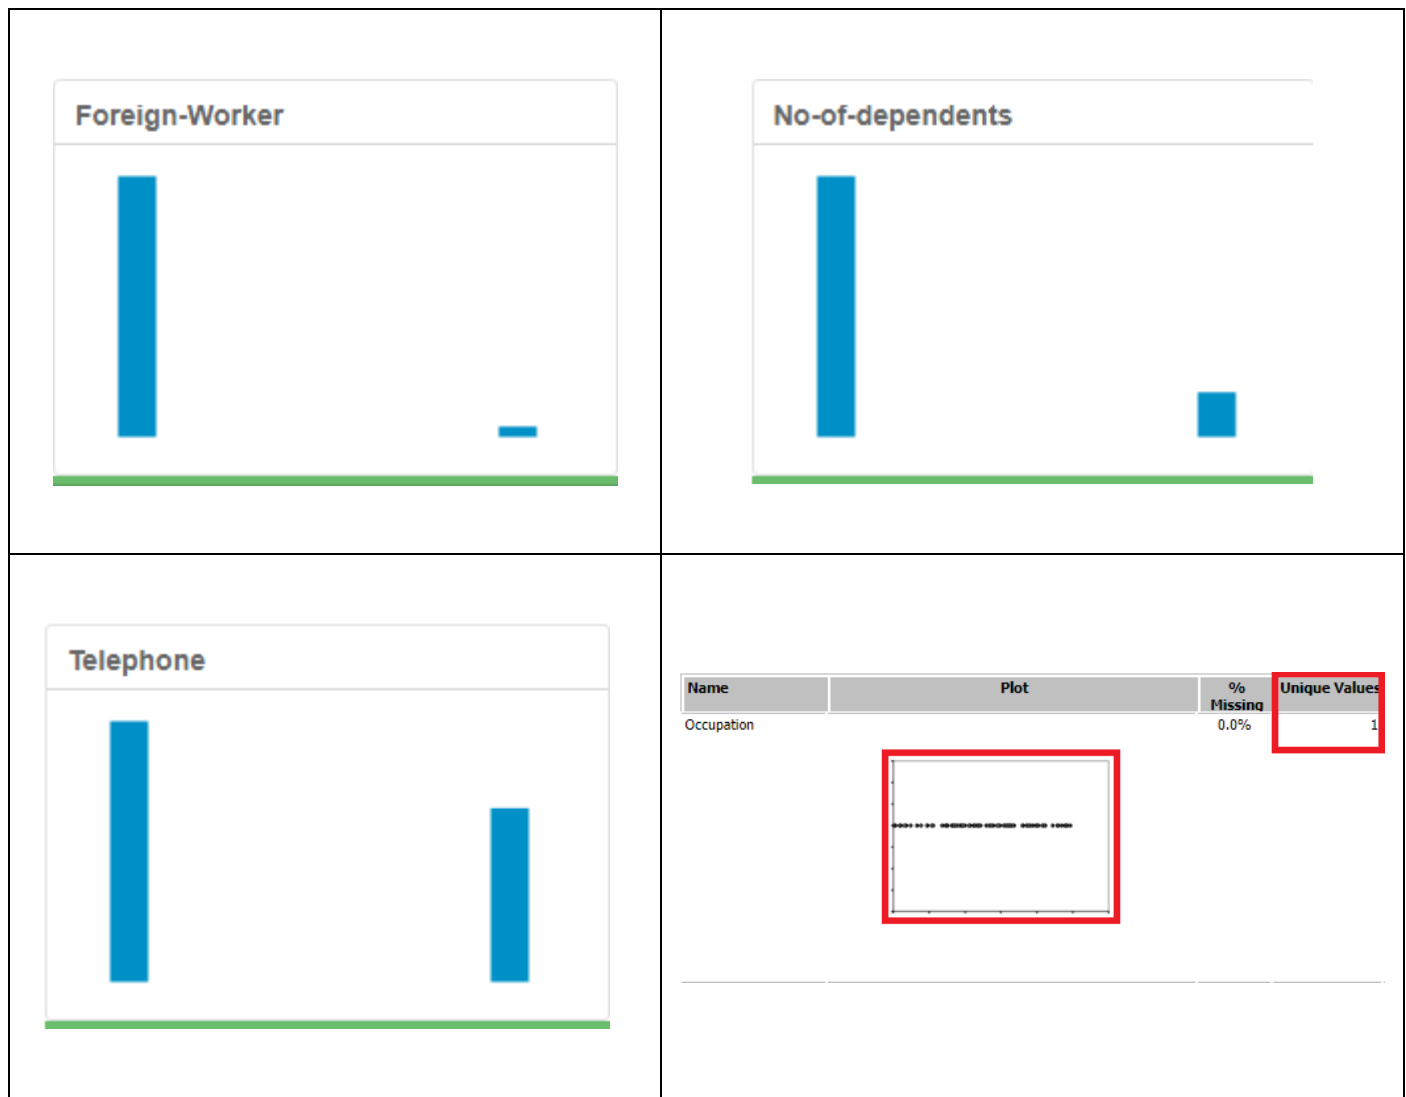 Foreign-Worker
No-of-dependents
Telephone
Name Plot % Missing Unique Values
Occupation 0.0% 1